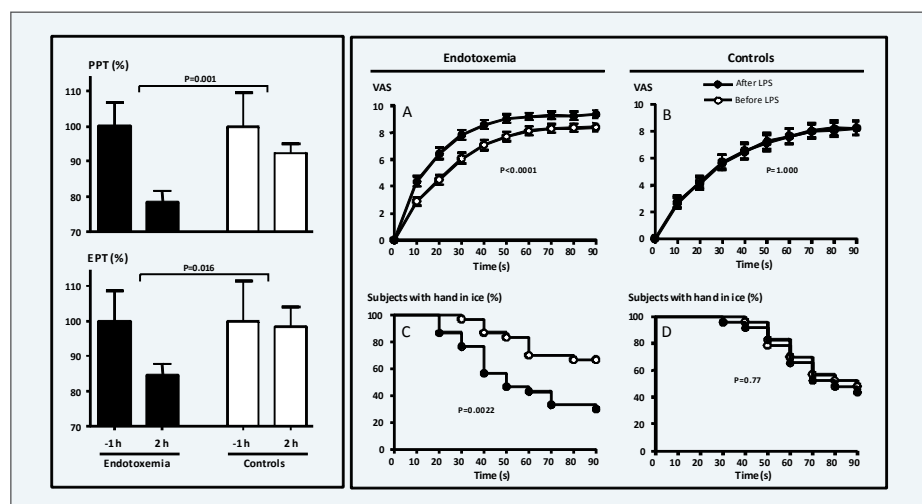 PPT (%)
P=0.001
110
100
90
80
70
EPT (%)
P=0.016
110
100
90
80
70
-1 h 2 h -1 h 2 h
Endotoxemia Controls
Endotoxemia Controls
VAS
10
8
6
4
2
0
A
P<0.0001
0 10 20 30 40 50 60 70 80 90
Time (s)
VAS
After LPS
Before LPS
10
8
6
4
2
0
B
P=1.000
0 10 20 30 40 50 60 70 80 90
Time (s)
Subjects with hand in ice (%)
100
80
60
40
20
0
C
P=0.0022
0 10 20 30 40 50 60 70 80 90
Time (s)
Subjects with hand in ice (%)
100
80
60
40
20
0
D
P=0.77
0 10 20 30 40 50 60 70 80 90
Time (s)